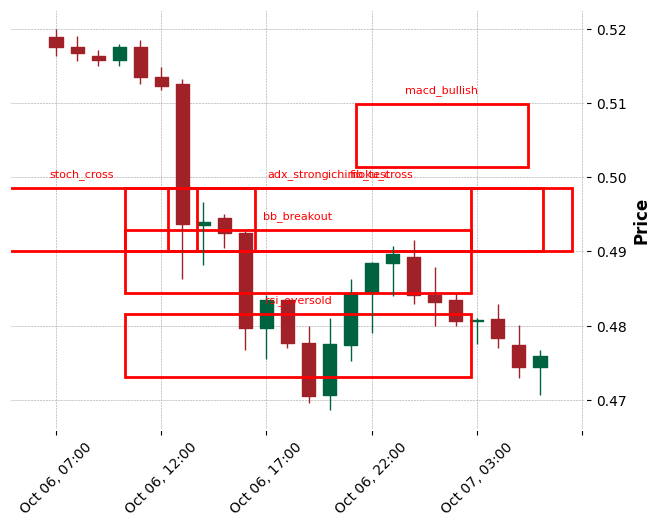 0.52
macd_bullish
0.51
stoch_cross
0.50
bb_breakout
Price
0.49
rsi_oversold
0.48
0.47
Oct 06, 07:00
Oct 06, 12:00
Oct 06, 17:00
Oct 06, 22:00
Oct 07, 03:00